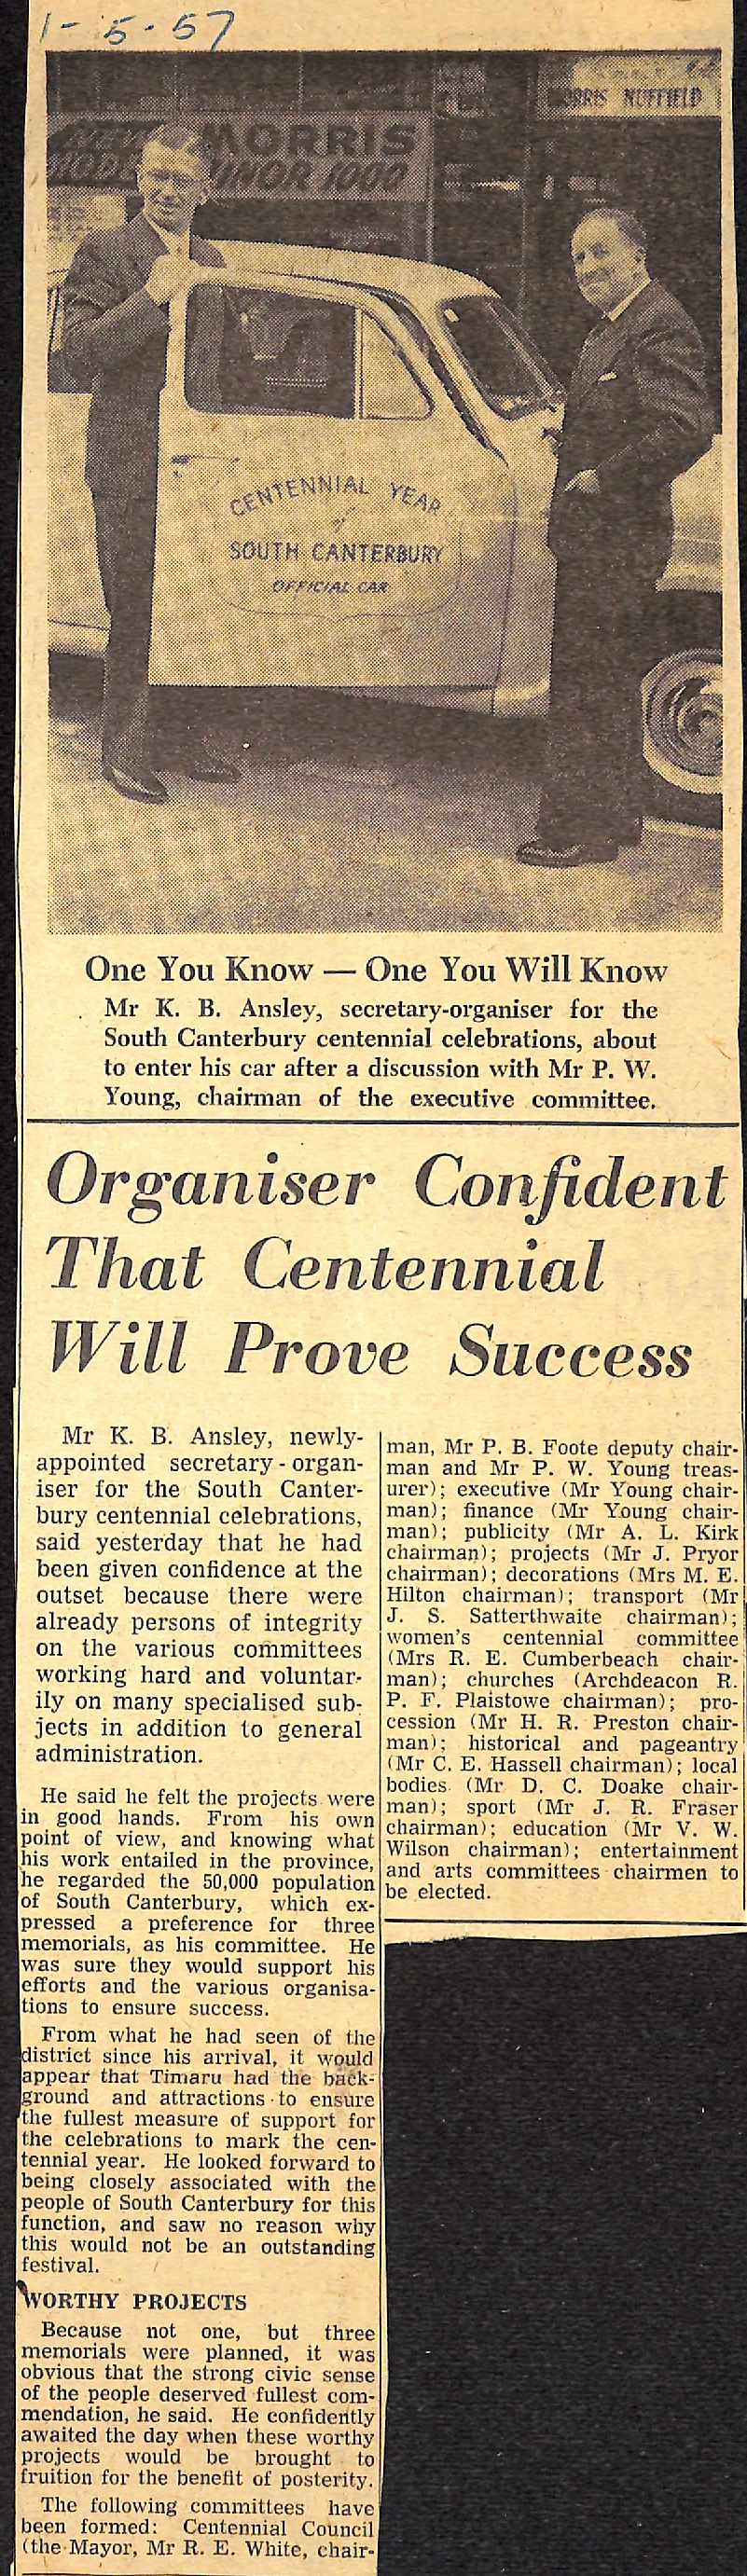 1-5-57
MORRIS NUFFIELD
NEW MORRIS
MODEL MINOR 1000
CENTENNIAL YEAR
of
SOUTH CANTERBURY
OFFICIAL CAR
One You Know — One You Will Know
Mr K. B. Ansley, secretary-organiser for the
South Canterbury centennial celebrations, about
to enter his car after a discussion with Mr P. W.
Young, chairman of the executive committee.
Organiser Confident
That Centennial
Will Prove Success
Mr K. B. Ansley, newly-
appointed secretary-organ-
iser for the South Canter-
bury centennial celebrations,
said yesterday that he had
been given confidence at the
outset because there were
already persons of integrity
on the various committees
working hard and voluntar-
ily on many specialised sub-
jects in addition to general
administration.
He said he felt the projects were
in good hands. From his own
point of view, and knowing what
his work entailed in the province,
he regarded the 50,000 population
of South Canterbury, which ex-
pressed a preference for three
memorials, as his committee. He
was sure they would support his
efforts and the various organisa-
tions to ensure success.
From what he had seen of the
district since his arrival, it would
appear that Timaru had the back-
ground and attractions to ensure
the fullest measure of support for
the celebrations to mark the cen-
tennial year. He looked forward to
being closely associated with the
people of South Canterbury for this
function, and saw no reason why
this would not be an outstanding
festival.
WORTHY PROJECTS
Because not one, but three
memorials were planned, it was
obvious that the strong civic sense
of the people deserved fullest com-
mendation, he said. He confidently
awaited the day when these worthy
projects would be brought to
fruition for the benefit of posterity.
The following committees have
been formed: Centennial Council
(the Mayor, Mr R. E. White, chair-
man, Mr P. B. Foote deputy chair-
man and Mr P. W. Young treas-
urer); executive (Mr Young chair-
man); finance (Mr Young chair-
man); publicity (Mr A. L. Kirk
chairman); projects (Mr J. Pryor
chairman); decorations (Mrs M. E.
Hilton chairman); transport (Mr
J. S. Satterthwaite chairman);
women's centennial committee
(Mrs R. E. Cumberbeach chair-
man); churches (Archdeacon R.
P. F. Plaistowe chairman); pro-
cession (Mr H. R. Preston chair-
man); historical and pageantry
(Mr C. E. Hassell chairman); local
bodies (Mr D. C. Doake chair-
man); sport (Mr J. R. Fraser
chairman); education (Mr V. W.
Wilson chairman); entertainment
and arts committees chairmen to
be elected.